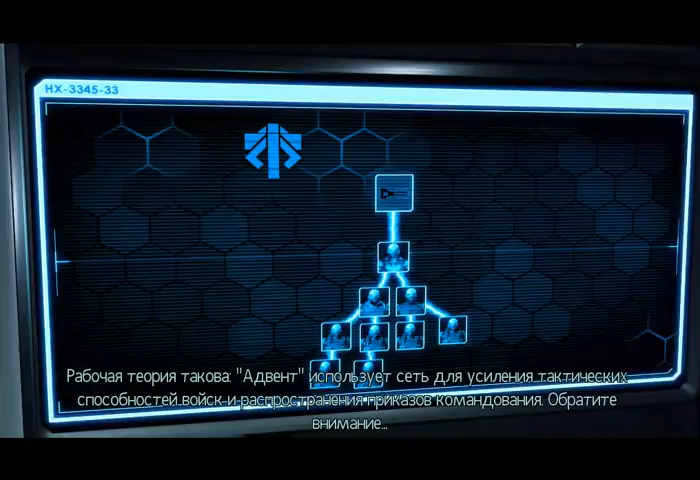 HX-3345-33
Рабочая теория такова: "Адвент" использует сеть для усиления тактических
способностей войск и распространения приказов командования. Обратите
внимание...